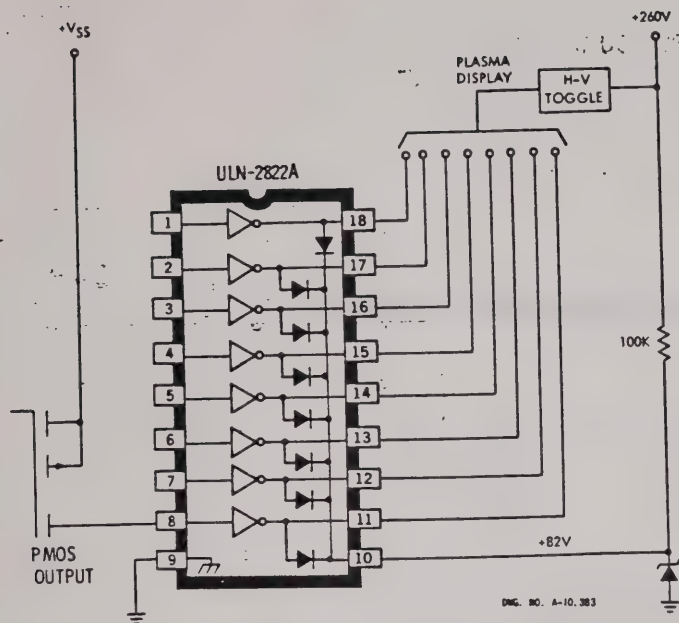 +VSS
+260V
PLASMA
DISPLAY
H-V
TOGGLE
ULN-2822A
1
18
2
17
3
16
4
15
5
14
6
13
7
12
8
11
9
10
100K
+82V
PMOS
OUTPUT
DWG. NO. A-10,383